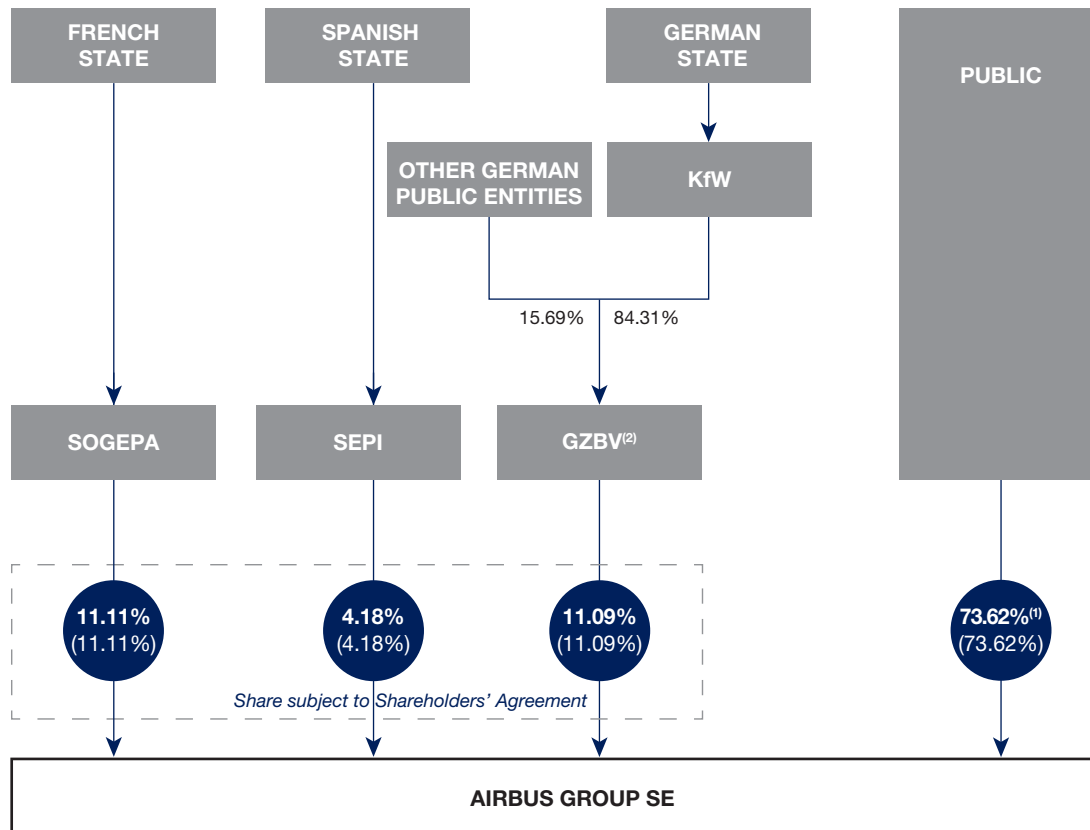 FRENCH
STATE
SPANISH
STATE
GERMAN
STATE
PUBLIC
OTHER GERMAN
PUBLIC ENTITIES
KfW
15.69%
84.31%
SOGEPA
SEPI
GZBV(2)
11.11%
(11.11%)
4.18%
(4.18%)
11.09%
(11.09%)
73.62%(1)
(73.62%)
Share subject to Shareholders’ Agreement
AIRBUS GROUP SE